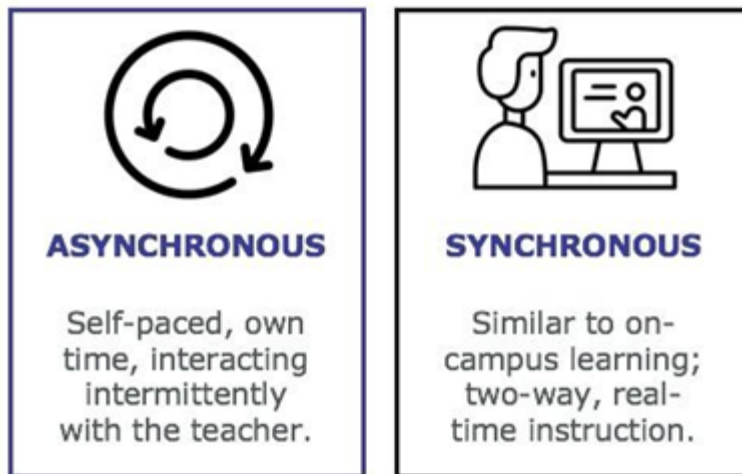 ASYNCHRONOUS
Self-paced, own
time, interacting
intermittently
with the teacher.
SYNCHRONOUS
Similar to on-
campus learning;
two-way, real-
time instruction.